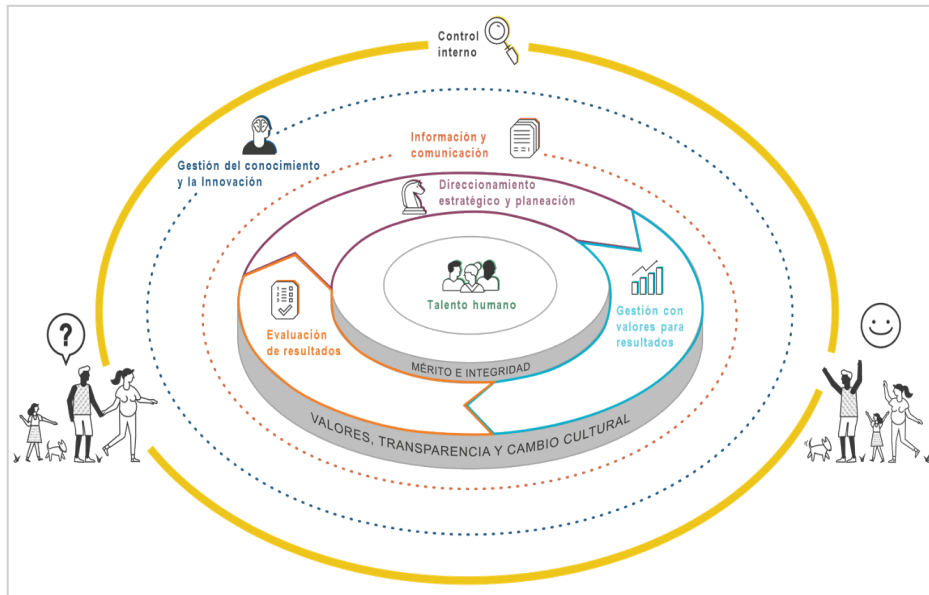 Control
interno
Gestión del conocimiento
y la Innovación
Información y
comunicación
Direccionamiento
estratégico y planeación
Talento humano
Gestión con
valores para
resultados
Evaluación
de resultados
MÉRITO E INTEGRIDAD
VALORES, TRANSPARENCIA Y CAMBIO CULTURAL
?